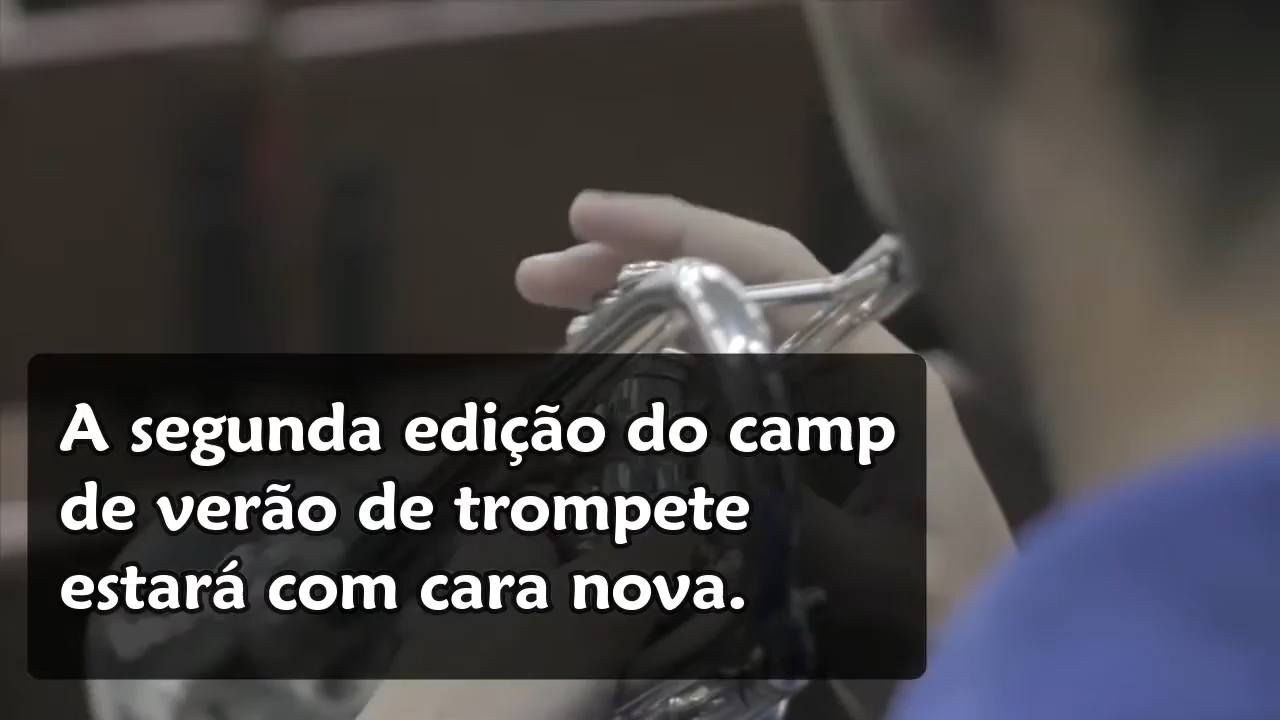 A segunda edição do camp
de verão de trompete
estará com cara nova.